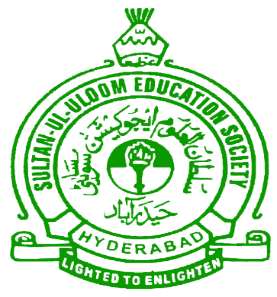 SULTAN-UL-ULOOM EDUCATION SOCIETY
سلطان العلوم ایجوکیشن سوسائٹی
حیدرآباد
HYDERABAD
LIGHTED TO ENLIGHTEN